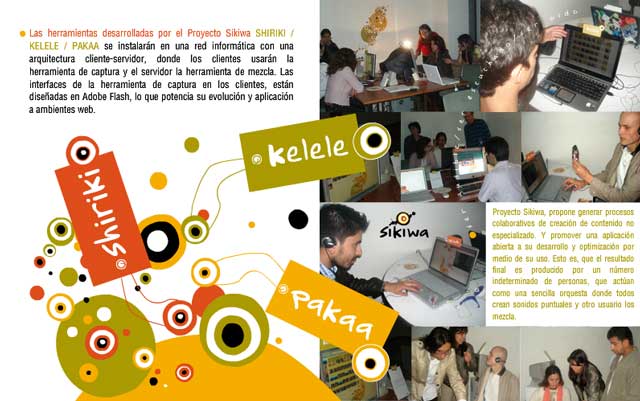 Las herramientas desarrolladas por el Proyecto Sikiwa SHIRIKI /
KELELE / PAKAA se instalarán en una red informática con una
arquitectura cliente-servidor, donde los clientes usarán la
herramienta de captura y el servidor la herramienta de mezcla. Las
interfaces de la herramienta de captura en los clientes, están
diseñadas en Adobe Flash, lo que potencia su evolución y aplicación
a ambientes web.
kelele
shiriki
pakaa
sikiwa
Proyecto Sikiwa, propone generar procesos
colaborativos de creación de contenido no
especializado. Y promover una aplicación
abierta a su desarrollo y optimización por
medio de su uso. Esto es, que el resultado
final es producido por un número
indeterminado de personas, que actúan
como una sencilla orquesta donde todos
crean sonidos puntuales y otro usuario los
mezcla.